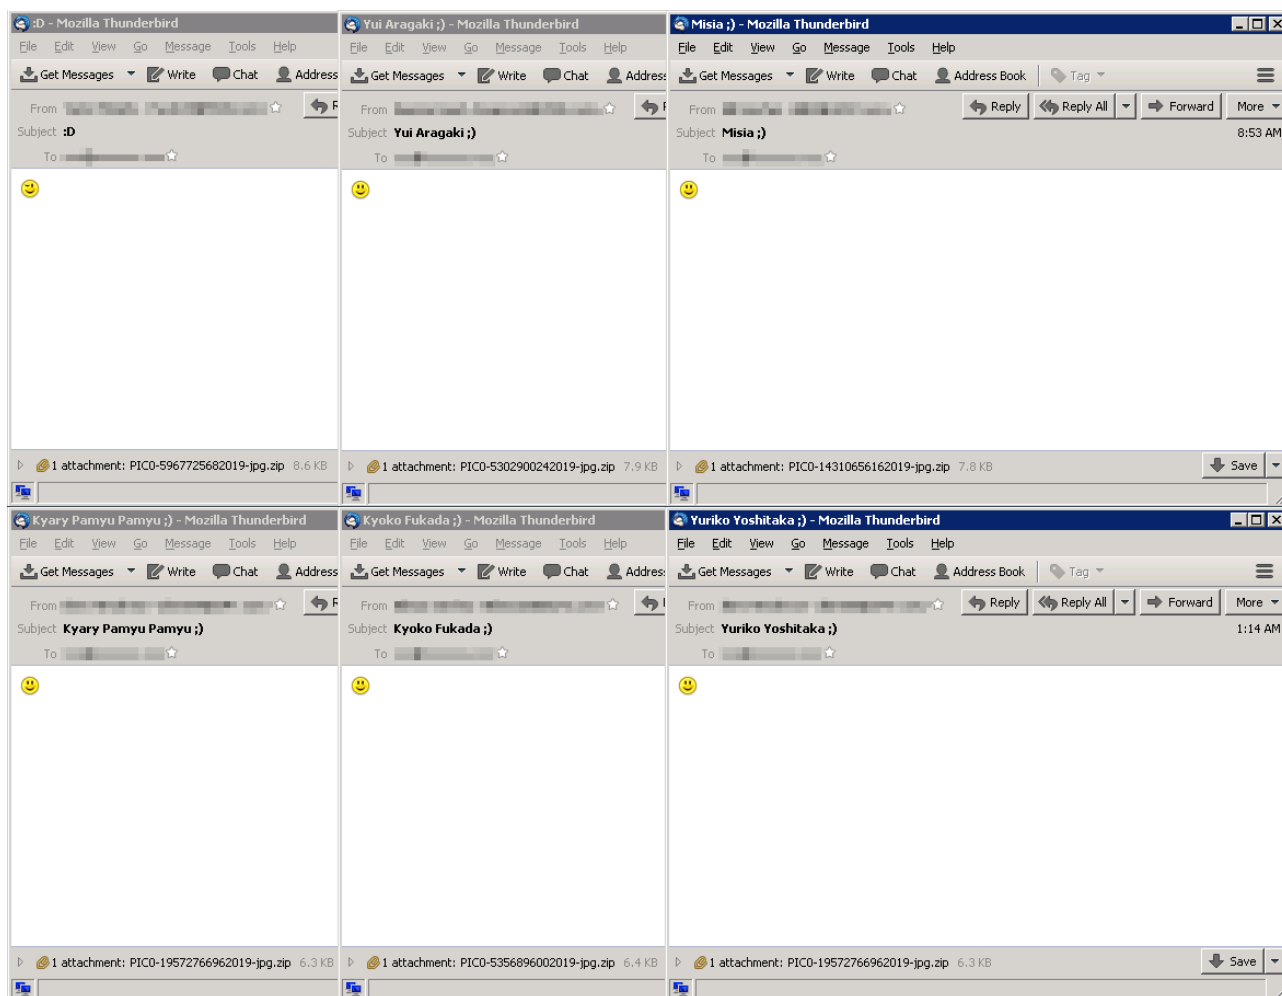 :D - Mozilla Thunderbird
File Edit View Go Message Tools Help
Get Messages Write Chat Address
From
Subject :D
To
1 attachment: PIC0-5967725682019-jpg.zip 8.6 KB
Yui Aragaki ;) - Mozilla Thunderbird
File Edit View Go Message Tools Help
Get Messages Write Chat Address
From
Subject Yui Aragaki ;)
To
1 attachment: PIC0-5302900242019-jpg.zip 7.9 KB
Misia ;) - Mozilla Thunderbird
File Edit View Go Message Tools Help
Get Messages Write Chat Address Book Tag
From Reply Reply All Forward More
Subject Misia ;) 8:53 AM
To
1 attachment: PIC0-14310656162019-jpg.zip 7.8 KB Save
Kyary Pamyu Pamyu ;) - Mozilla Thunderbird
File Edit View Go Message Tools Help
Get Messages Write Chat Address
From
Subject Kyary Pamyu Pamyu ;)
To
1 attachment: PIC0-19572766962019-jpg.zip 6.3 KB
Kyoko Fukada ;) - Mozilla Thunderbird
File Edit View Go Message Tools Help
Get Messages Write Chat Address
From
Subject Kyoko Fukada ;)
To
1 attachment: PIC0-5356896002019-jpg.zip 6.4 KB
Yuriko Yoshitaka ;) - Mozilla Thunderbird
File Edit View Go Message Tools Help
Get Messages Write Chat Address Book Tag
From Reply Reply All Forward More
Subject Yuriko Yoshitaka ;) 1:14 AM
To
1 attachment: PIC0-19572766962019-jpg.zip 6.3 KB Save